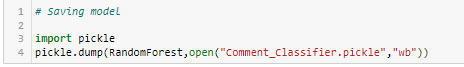 1 # Saving model
2
3 import pickle
4 pickle.dump(RandomForest,open("Comment_Classifier.pickle","wb"))